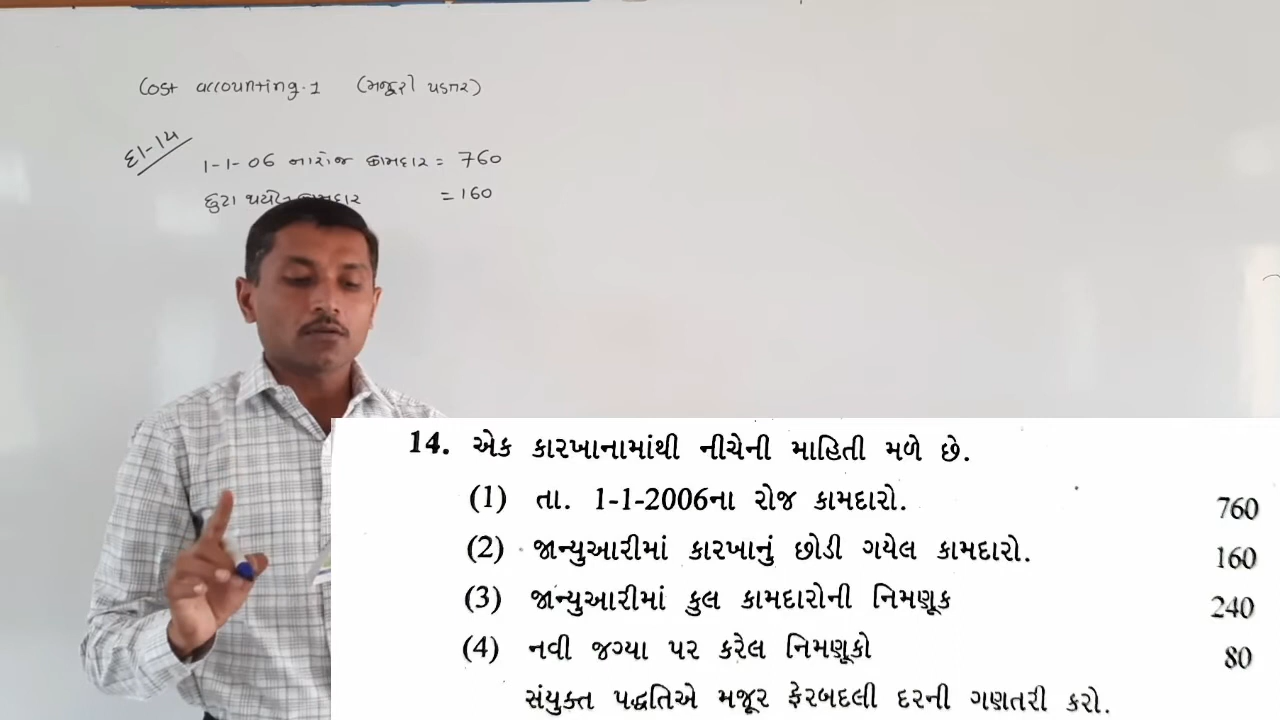 Cost accounting.1 (મજુરી પડતર)
દા-14
1-1-06 ના રોજ કામદાર = 760
છુટા થયેલ કામદાર = 160
14. એક કારખાનામાંથી નીચેની માહિતી મળે છે.
(1) તા. 1-1-2006ના રોજ કામદારો. 760
(2) જાન્યુઆરીમાં કારખાનું છોડી ગયેલ કામદારો. 160
(3) જાન્યુઆરીમાં કુલ કામદારોની નિમણૂક 240
(4) નવી જગ્યા પર કરેલ નિમણૂકો 80
સંયુક્ત પદ્ધતિએ મજૂર ફેરબદલી દરની ગણતરી કરો.